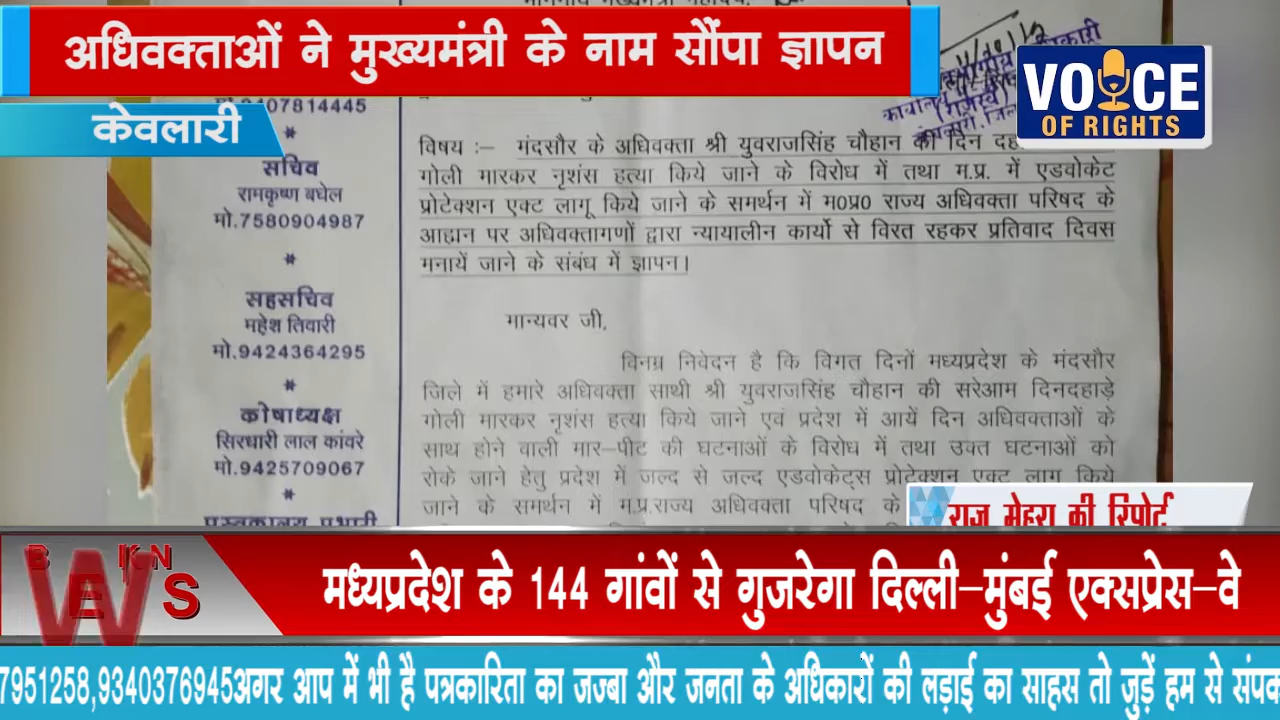 अधिवक्ताओं ने मुख्यमंत्री के नाम सौंपा ज्ञापन
केवलारी
VOICE
OF RIGHTS
सचिव
रामकृष्ण बघेल
मो.7580904987
*
सहसचिव
महेश तिवारी
मो.9424364295
*
कोषाध्यक्ष
सिरधारी लाल कांवरे
मो.9425709067
*
विषय :– मंदसौर के अधिवक्ता श्री युवराजसिंह चौहान की दिन
गोली मारकर नृशंस हत्या किये जाने के विरोध में तथा म.प्र. में एडवोकेट
प्रोटेक्शन एक्ट लागू किये जाने के समर्थन में म0प्र0 राज्य अधिवक्ता परिषद के
आह्वान पर अधिवक्तागणों द्वारा न्यायालीन कार्यो से विरत रहकर प्रतिवाद दिवस
मनायें जाने के संबंध में ज्ञापन।
मान्यवर जी,
विनम्र निवेदन है कि विगत दिनों मध्यप्रदेश के मंदसौर
जिले में हमारे अधिवक्ता साथी श्री युवराजसिंह चौहान की सरेआम दिनदहाड़े
गोली मारकर नृशंस हत्या किये जाने एवं प्रदेश में आयें दिन अधिवक्ताओं के
साथ होने वाली मार–पीट की घटनाओं के विरोध में तथा उक्त घटनाओं को
रोके जाने हेतु प्रदेश में जल्द से जल्द एडवोकेट्स प्रोटेक्शन एक्ट लागू किये
जाने के समर्थन में म.प्र.राज्य अधिवक्ता परिषद के
राज मेहरा की रिपोर्ट
मध्यप्रदेश के 144 गांवों से गुजरेगा दिल्ली–मुंबई एक्सप्रेस–वे
7951258,9340376945अगर आप में भी है पत्रकारिता का जज्बा और जनता के अधिकारों की लड़ाई का साहस तो जुड़ें हम से संपक